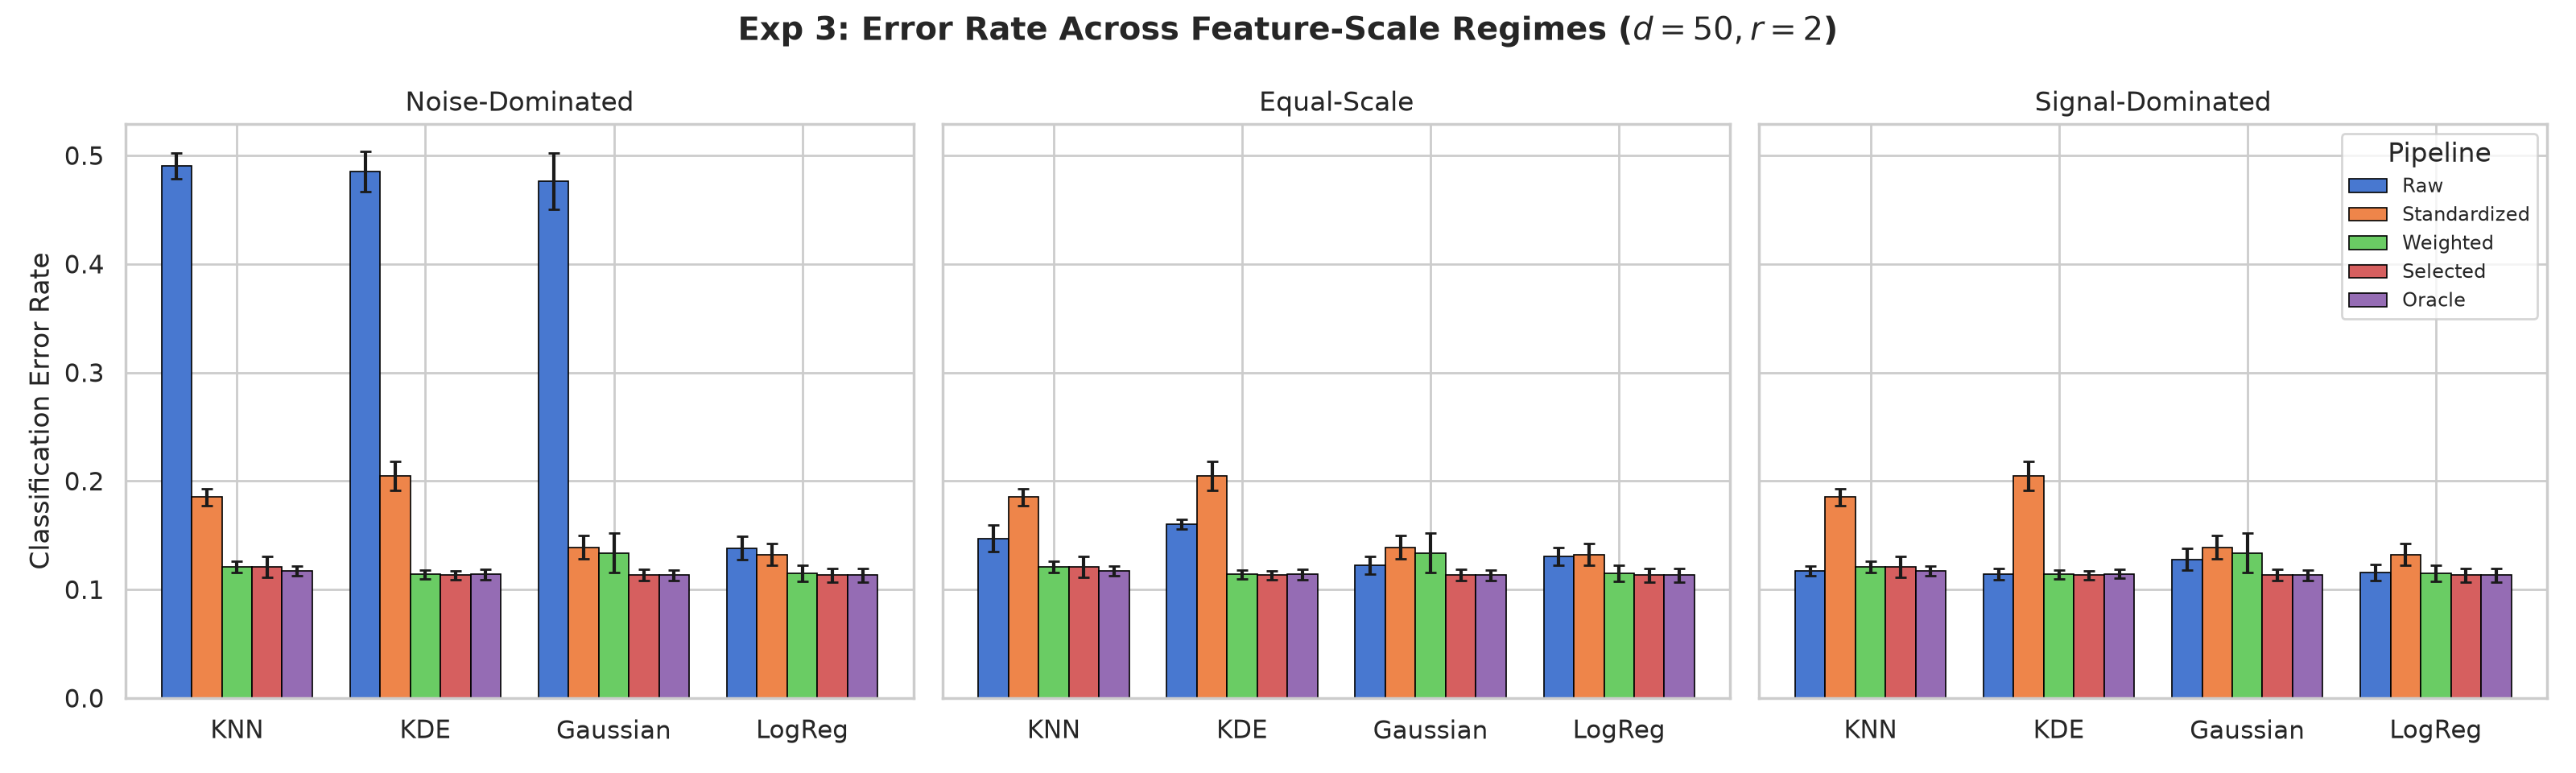 Exp 3: Error Rate Across Feature-Scale Regimes (d = 50, r = 2)
Noise-Dominated
Equal-Scale
Signal-Dominated
Classification Error Rate
0.5
0.4
0.3
0.2
0.1
0.0
KNN KDE Gaussian LogReg
KNN KDE Gaussian LogReg
KNN KDE Gaussian LogReg
Pipeline
Raw
Standardized
Weighted
Selected
Oracle